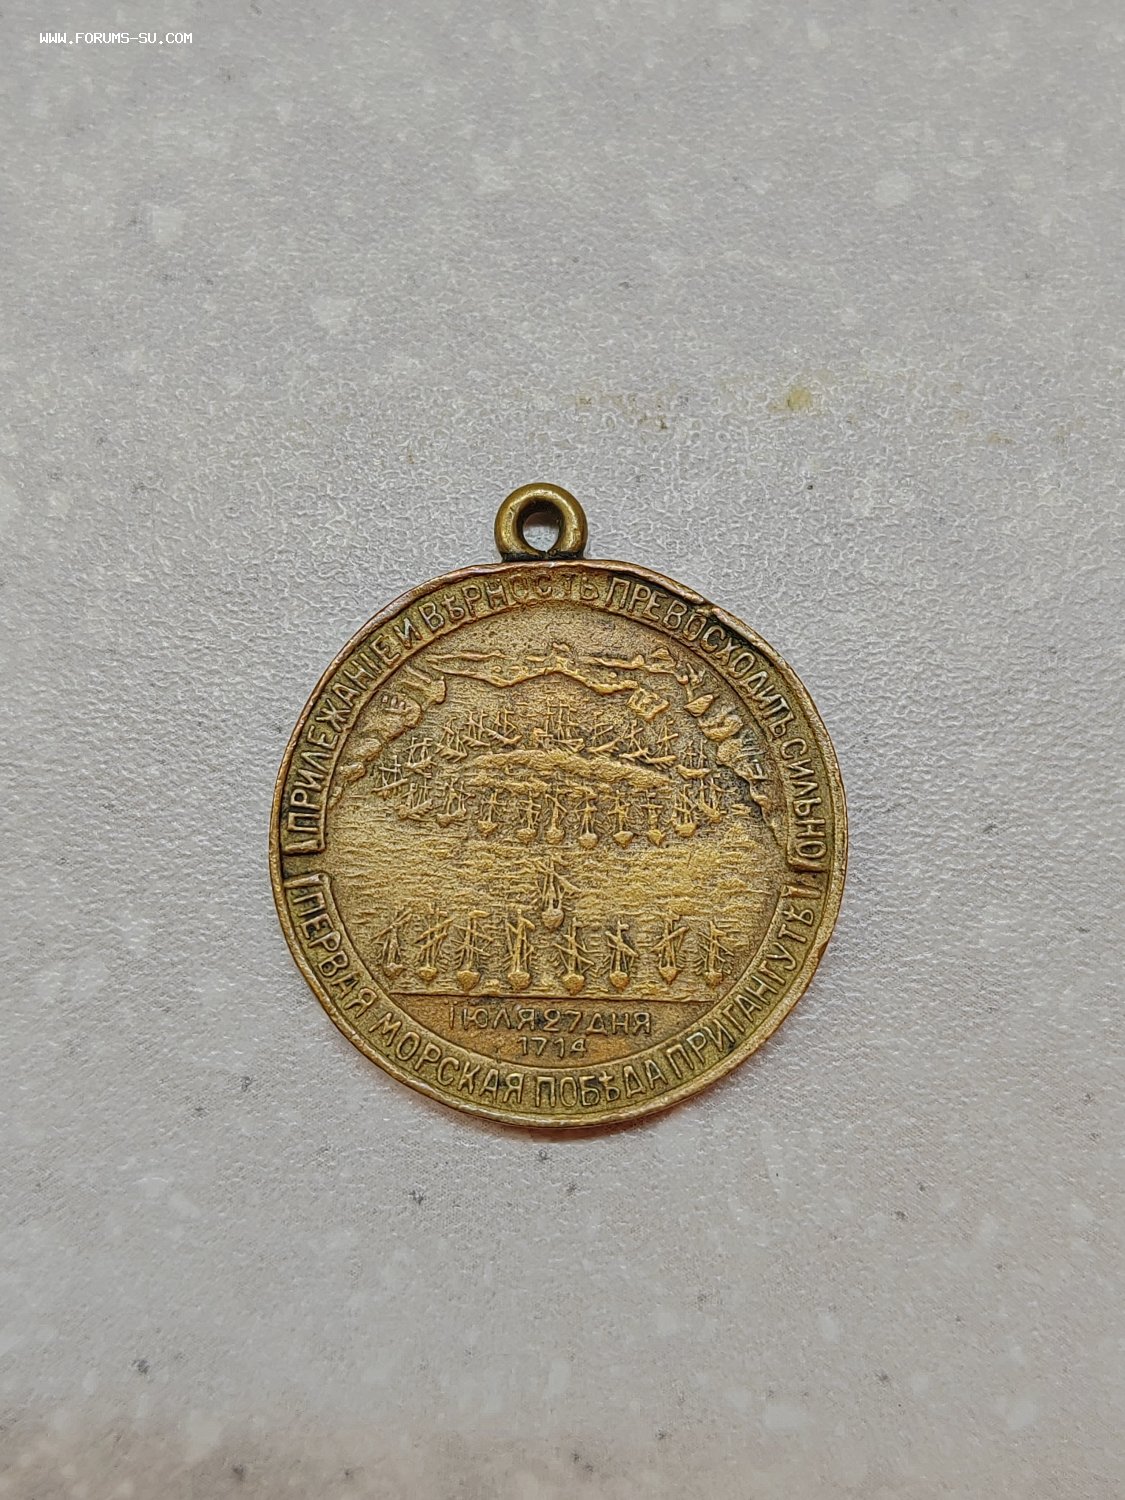 WWW.FORUMS-SU.COM
ПРИЛЕЖАНІЕ И ВѢРНОСТЬ ПРЕВОСХОДИТЪ СИЛЬНО
ІЮЛЯ 27 ДНЯ
1714
ПЕРВАЯ МОРСКАЯ ПОБѢДА ПРИ ГАНГУТѢ